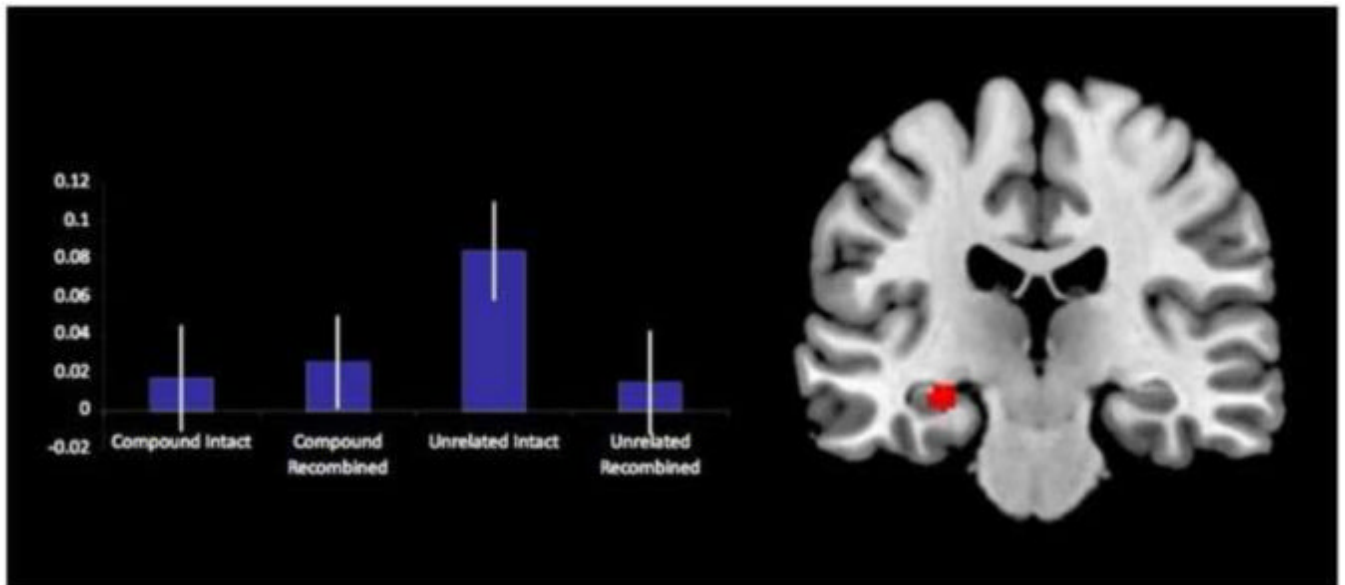 0.12
0.1
0.08
0.06
0.04
0.02
0
-0.02
Compound Intact
Compound
Recombined
Unrelated Intact
Unrelated
Recombined